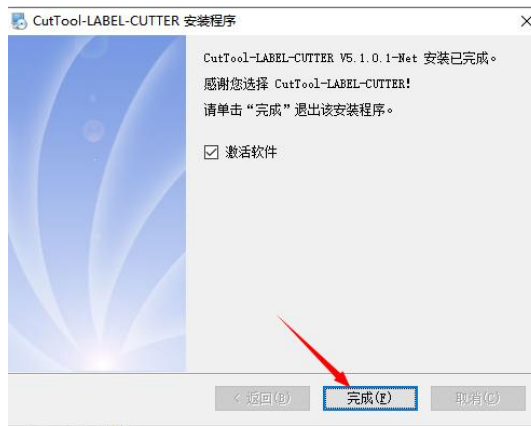 CutTool-LABEL-CUTTER 安装程序
CutTool-LABEL-CUTTER V5.1.0.1-Net 安装已完成。
感谢您选择 CutTool-LABEL-CUTTER!
请单击“完成”退出该安装程序。
激活软件
< 返回(B) 完成(F) 取消(C)